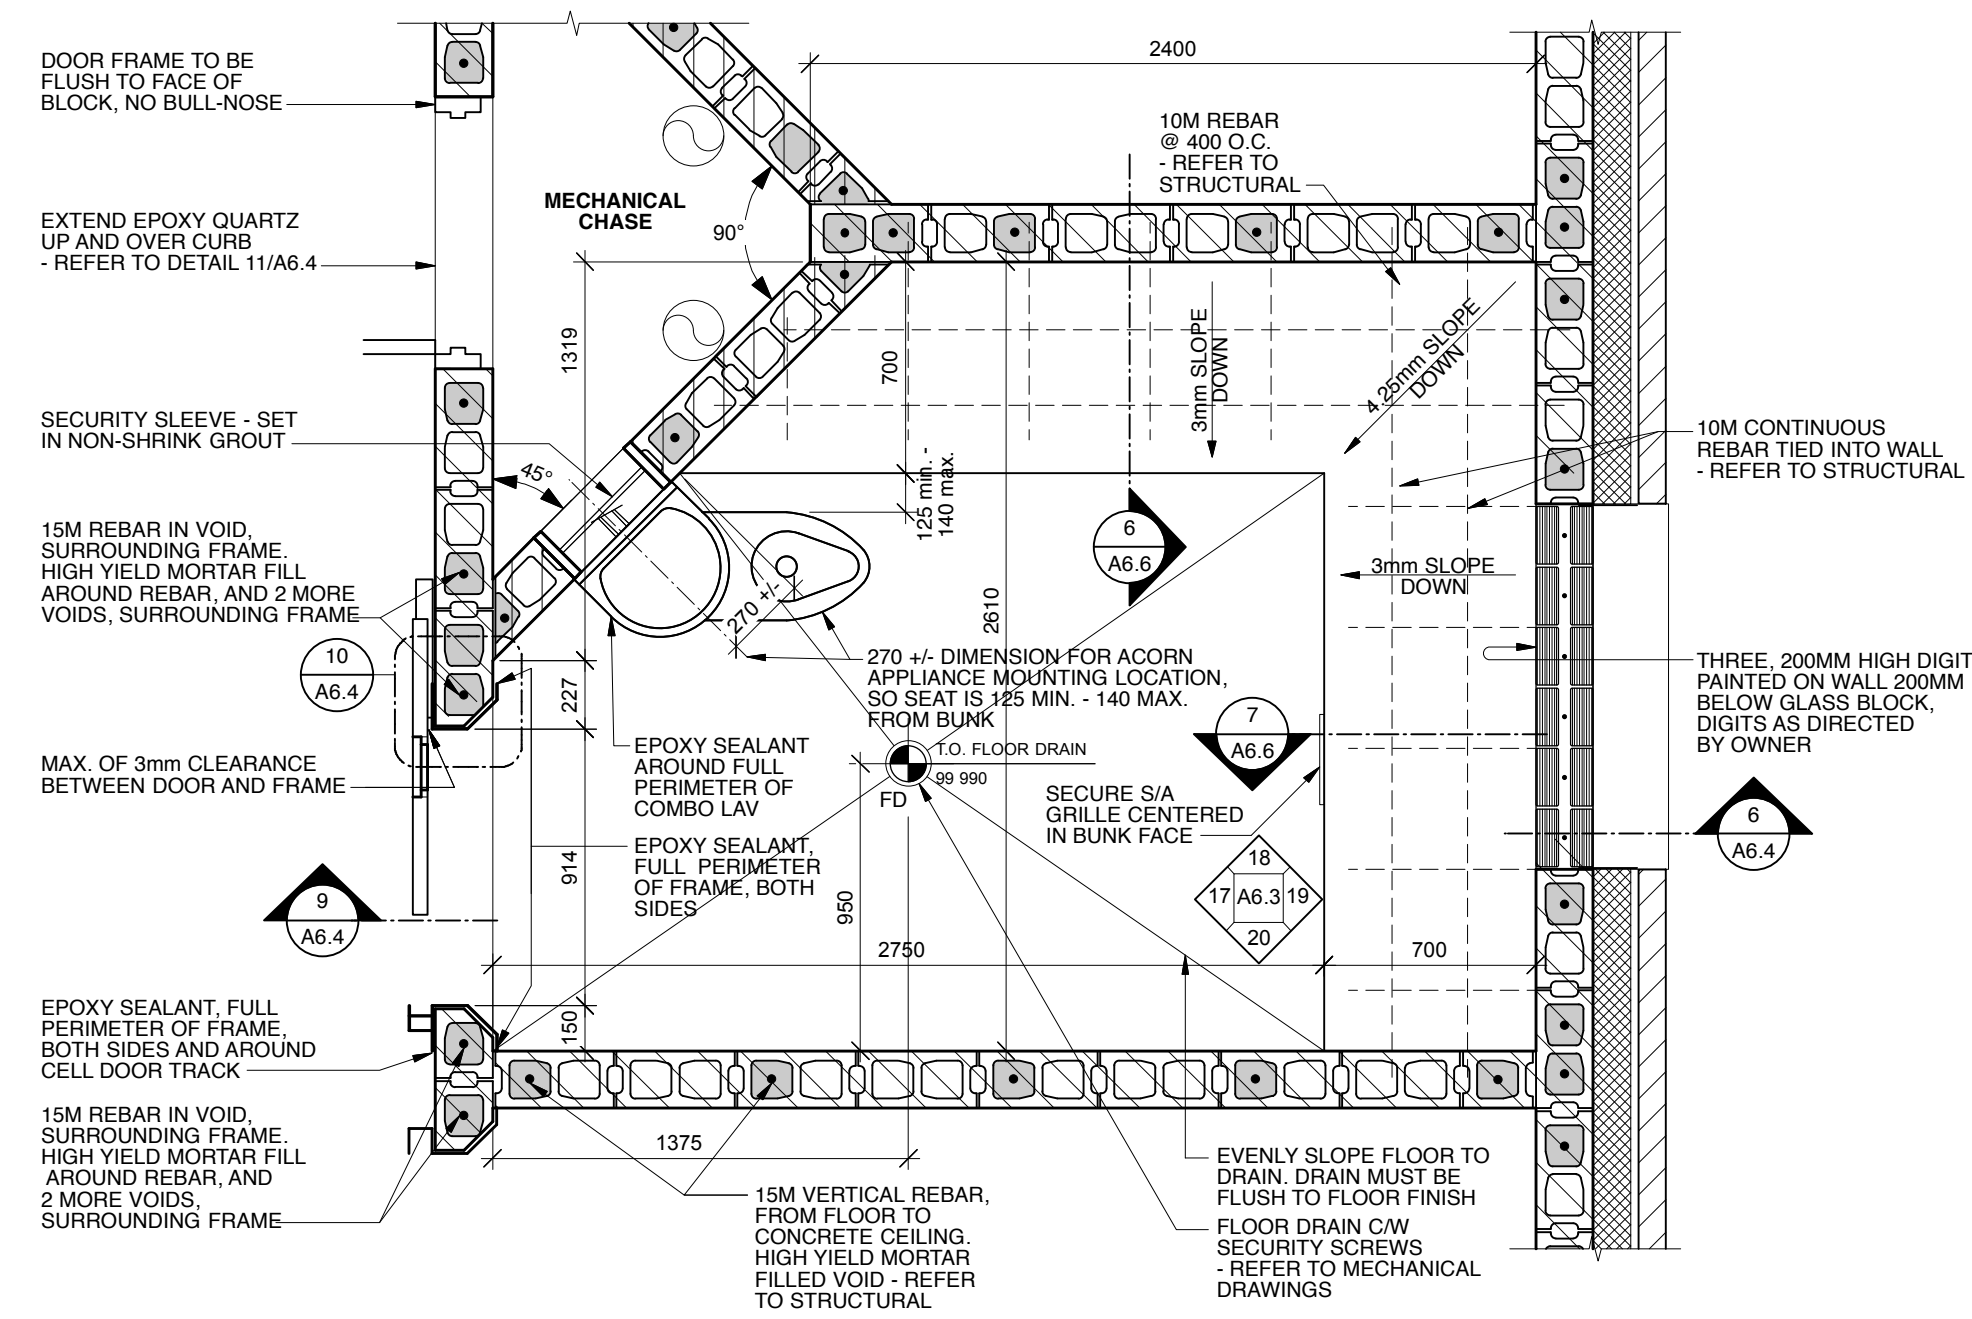 DOOR FRAME TO BE
FLUSH TO FACE OF
BLOCK, NO BULL-NOSE
EXTEND EPOXY QUARTZ
UP AND OVER CURB
- REFER TO DETAIL 11/A6.4
SECURITY SLEEVE - SET
IN NON-SHRINK GROUT
15M REBAR IN VOID,
SURROUNDING FRAME.
HIGH YIELD MORTAR FILL
AROUND REBAR, AND 2 MORE
VOIDS, SURROUNDING FRAME
10
A6.4
MAX. OF 3mm CLEARANCE
BETWEEN DOOR AND FRAME
9
A6.4
EPOXY SEALANT, FULL
PERIMETER OF FRAME,
BOTH SIDES AND AROUND
CELL DOOR TRACK
15M REBAR IN VOID,
SURROUNDING FRAME.
HIGH YIELD MORTAR FILL
AROUND REBAR, AND
2 MORE VOIDS,
SURROUNDING FRAME
MECHANICAL
CHASE
90°
45°
1319
227
914
150
2400
10M REBAR
@ 400 O.C.
- REFER TO
STRUCTURAL
700
125 min. -
140 max.
3mm SLOPE
DOWN
4.25mm SLOPE
DOWN
6
A6.6
3mm SLOPE
DOWN
270 +/-
2610
270 +/- DIMENSION FOR ACORN
APPLIANCE MOUNTING LOCATION,
SO SEAT IS 125 MIN. - 140 MAX.
FROM BUNK
EPOXY SEALANT
AROUND FULL
PERIMETER OF
COMBO LAV
EPOXY SEALANT,
FULL PERIMETER
OF FRAME, BOTH
SIDES
T.O. FLOOR DRAIN
99 990
FD
7
A6.6
SECURE S/A
GRILLE CENTERED
IN BUNK FACE
18
17
A6.3
19
20
950
2750
700
1375
15M VERTICAL REBAR,
FROM FLOOR TO
CONCRETE CEILING.
HIGH YIELD MORTAR
FILLED VOID - REFER
TO STRUCTURAL
EVENLY SLOPE FLOOR TO
DRAIN. DRAIN MUST BE
FLUSH TO FLOOR FINISH
FLOOR DRAIN C/W
SECURITY SCREWS
- REFER TO MECHANICAL
DRAWINGS
10M CONTINUOUS
REBAR TIED INTO WALL
- REFER TO STRUCTURAL
THREE, 200MM HIGH DIGIT
PAINTED ON WALL 200MM
BELOW GLASS BLOCK,
DIGITS AS DIRECTED
BY OWNER
6
A6.4